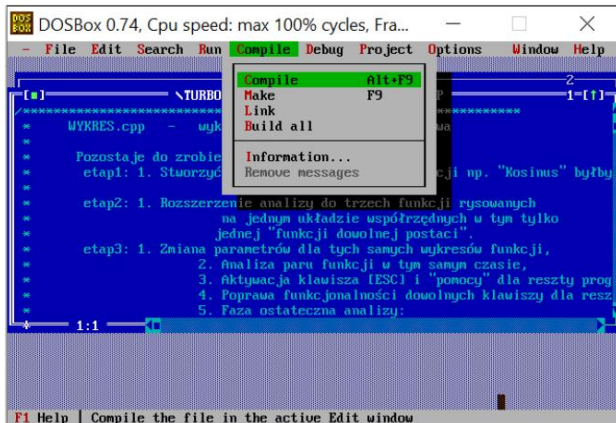 DOS BOX DOSBox 0.74, Cpu speed: max 100% cycles, Fra...
File Edit Search Run Compile Debug Project Options Window Help
2
\TURBO P 1=[↑]
Compile Alt+F9
Make F9
Link
Build all
Information...
Remove messages
/****************************************************
* WYKRES.cpp - wyk wa
*
* Pozostaje do zrobie
* etap1: 1. Stworzyć kcji np. "Kosinus" byłby
*
* etap2: 1. Rozszerzenie analizy do trzech funkcji rysowanych
* na jednym układzie współrzędnych w tym tylko
* jednej "funkcji dowolnej postaci".
* etap3: 1. Zmiana parametrów dla tych samych wykresów funkcji,
* 2. Analiza paru funkcji w tym samym czasie,
* 3. Aktywacja klawisza [ESC] i "pomocy" dla reszty prog
* 4. Poprawa funkcjonalności dowolnych klawiszy dla resz
* 5. Faza ostateczna analizy:
1:1
F1 Help | Compile the file in the active Edit window